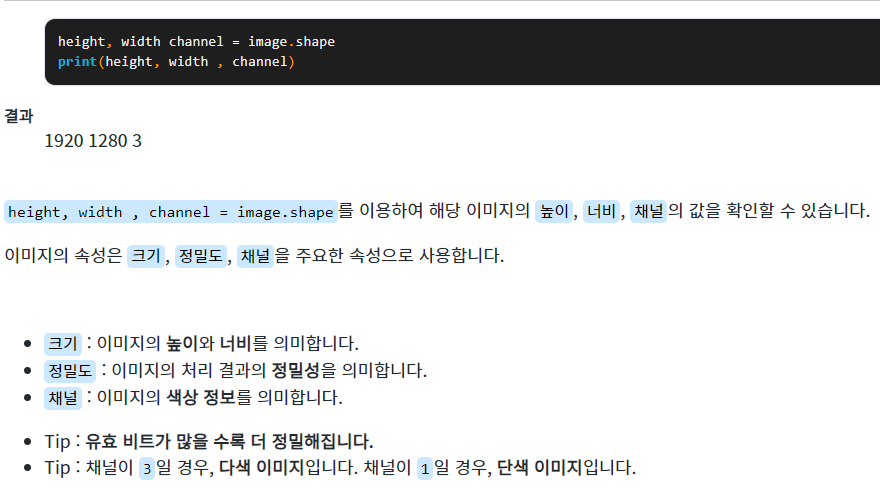 height, width channel = image.shape
print(height, width , channel)
결과
1920 1280 3
height, width , channel = image.shape를 이용하여 해당 이미지의 높이, 너비, 채널의 값을 확인할 수 있습니다.
이미지의 속성은 크기, 정밀도, 채널을 주요한 속성으로 사용합니다.
• 크기 : 이미지의 높이와 너비를 의미합니다.
• 정밀도 : 이미지의 처리 결과의 정밀성을 의미합니다.
• 채널 : 이미지의 색상 정보를 의미합니다.
• Tip : 유효 비트가 많을 수록 더 정밀해집니다.
• Tip : 채널이 3일 경우, 다색 이미지입니다. 채널이 1일 경우, 단색 이미지입니다.